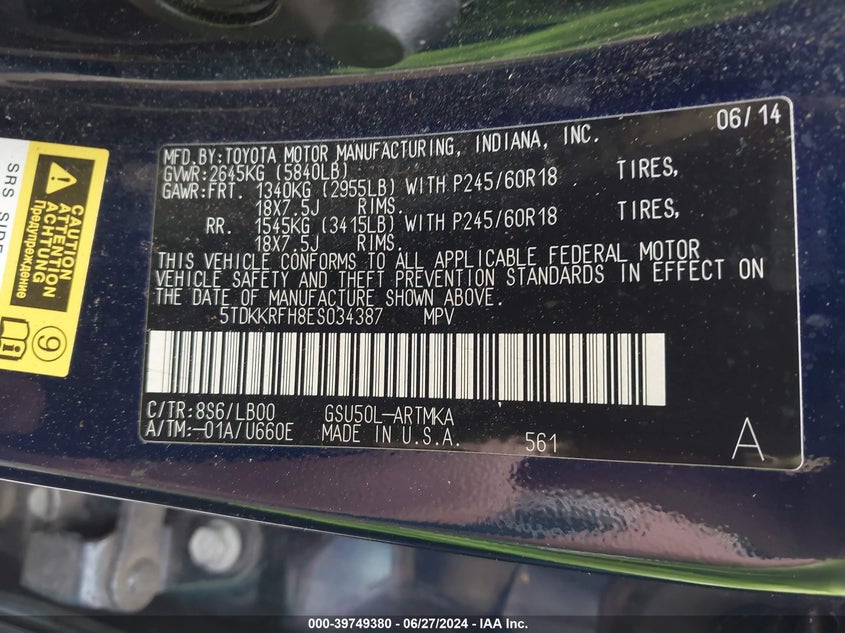 06/14
MFD.BY:TOYOTA MOTOR MANUFACTURING, INDIANA, INC.
GVWR:2645KG (5840LB)
GAWR:FRT. 1340KG (2955LB) WITH P245/60R18 TIRES,
18X7.5J RIMS.
RR. 1545KG (3415LB) WITH P245/60R18 TIRES,
18X7.5J RIMS.
THIS VEHICLE CONFORMS TO ALL APPLICABLE FEDERAL MOTOR
VEHICLE SAFETY AND THEFT PREVENTION STANDARDS IN EFFECT ON
THE DATE OF MANUFACTURE SHOWN ABOVE.
5TDKKRFH8ES034387 MPV
C/TR:8S6/LB00 GSU50L-ARTMKA
A/TM:-01A/U660E MADE IN U.S.A. 561 A
CAUTION
ATTENTION
ACHTUNG
Предупреждение
SRS SIDE
9
000-39749380 - 06/27/2024 - IAA Inc.